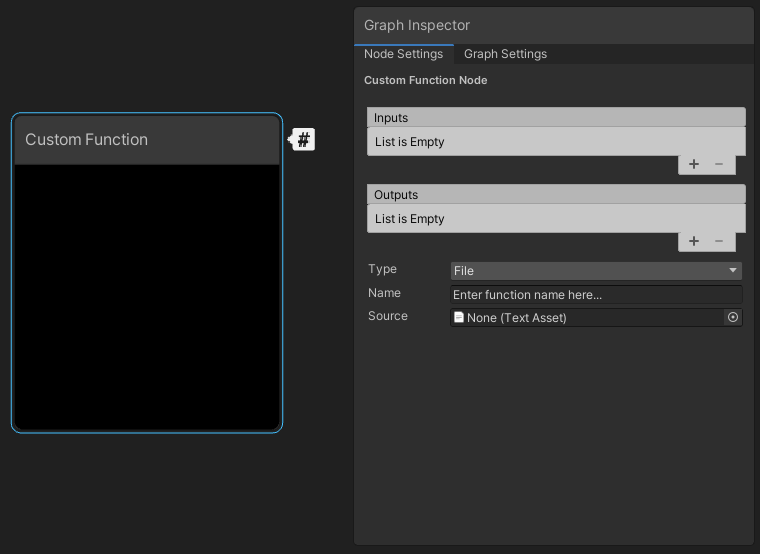 Graph Inspector
Node Settings Graph Settings
Custom Function Node
Custom Function
#
Inputs
List is Empty
+ −
Outputs
List is Empty
+ −
Type File
Name Enter function name here...
Source None (Text Asset)